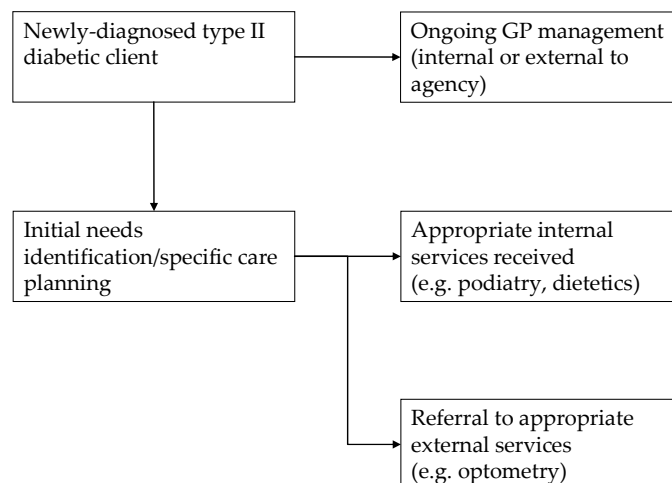 Newly-diagnosed type II
diabetic client
Ongoing GP management
(internal or external to
agency)
Initial needs
identification/specific care
planning
Appropriate internal
services received
(e.g. podiatry, dietetics)
Referral to appropriate
external services
(e.g. optometry)